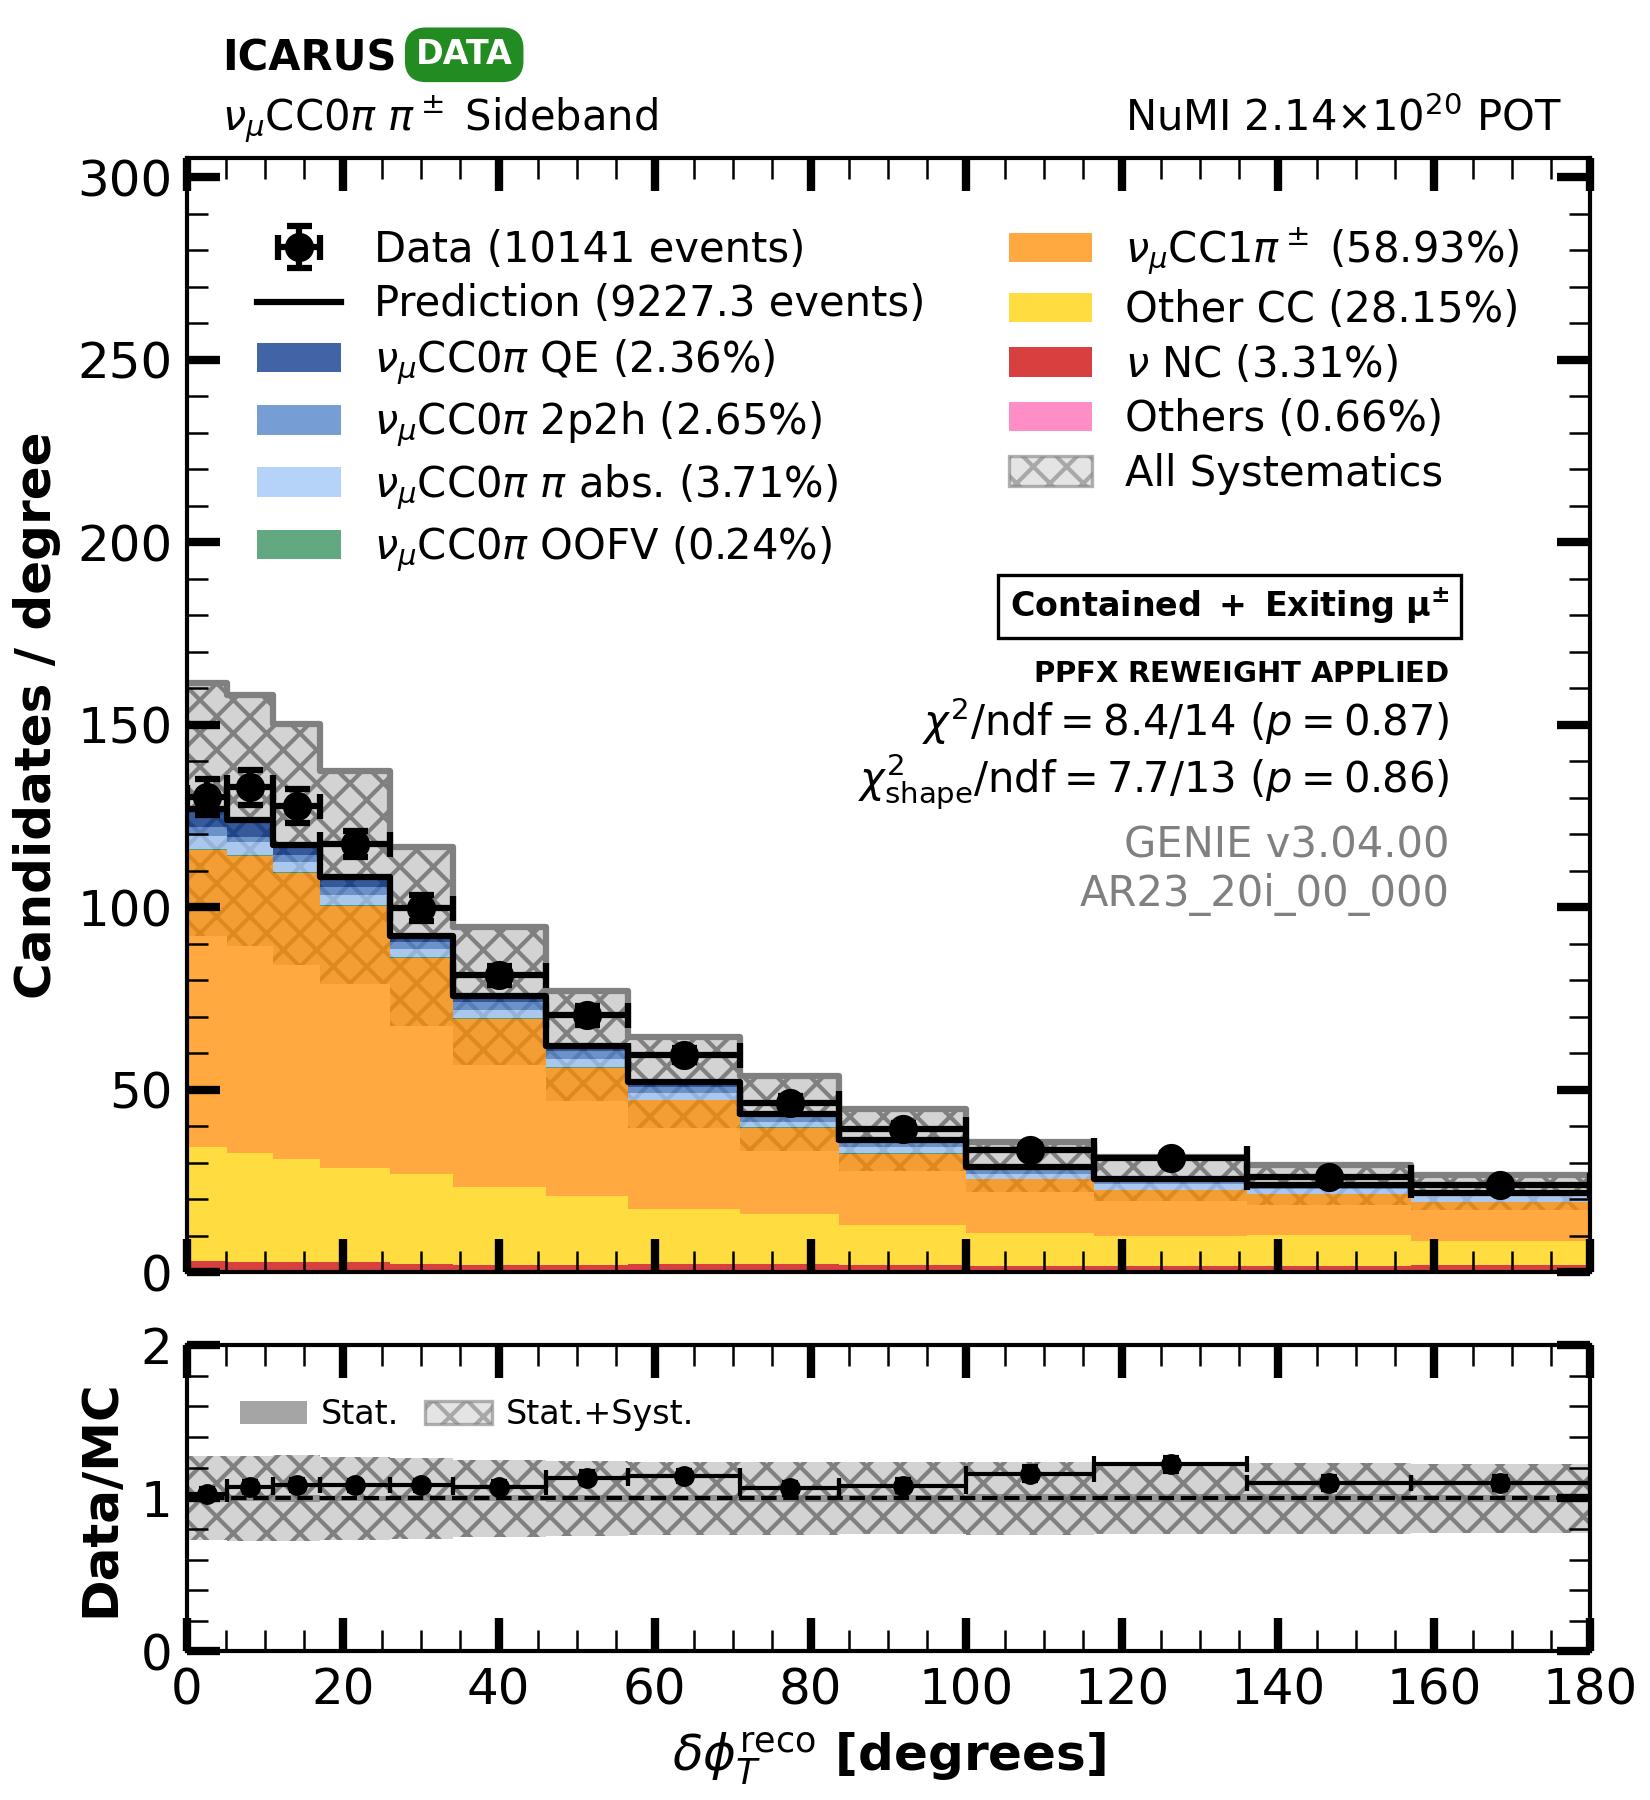 ICARUS DATA
νμCC0π π± Sideband
NuMI 2.14×10²⁰ POT
300
250
200
150
100
50
0
Candidates / degree
Data (10141 events)
Prediction (9227.3 events)
νμCC0π QE (2.36%)
νμCC0π 2p2h (2.65%)
νμCC0π π abs. (3.71%)
νμCC0π OOFV (0.24%)
νμCC1π± (58.93%)
Other CC (28.15%)
ν NC (3.31%)
Others (0.66%)
All Systematics
Contained + Exiting μ±
PPFX REWEIGHT APPLIED
χ²/ndf = 8.4/14 (p = 0.87)
χ²shape/ndf = 7.7/13 (p = 0.86)
GENIE v3.04.00
AR23_20i_00_000
2
1
0
Data/MC
Stat. Stat.+Syst.
0 20 40 60 80 100 120 140 160 180
δϕT^reco [degrees]